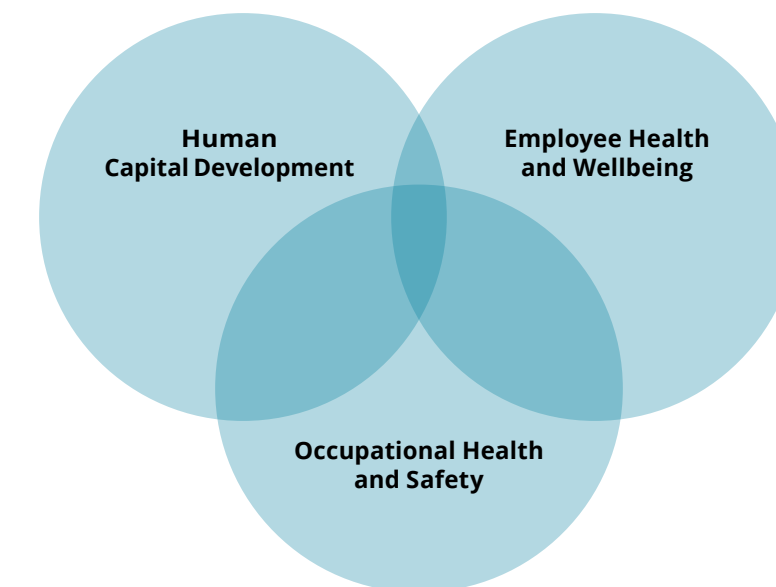 Human
Capital Development
Employee Health
and Wellbeing
Occupational Health
and Safety